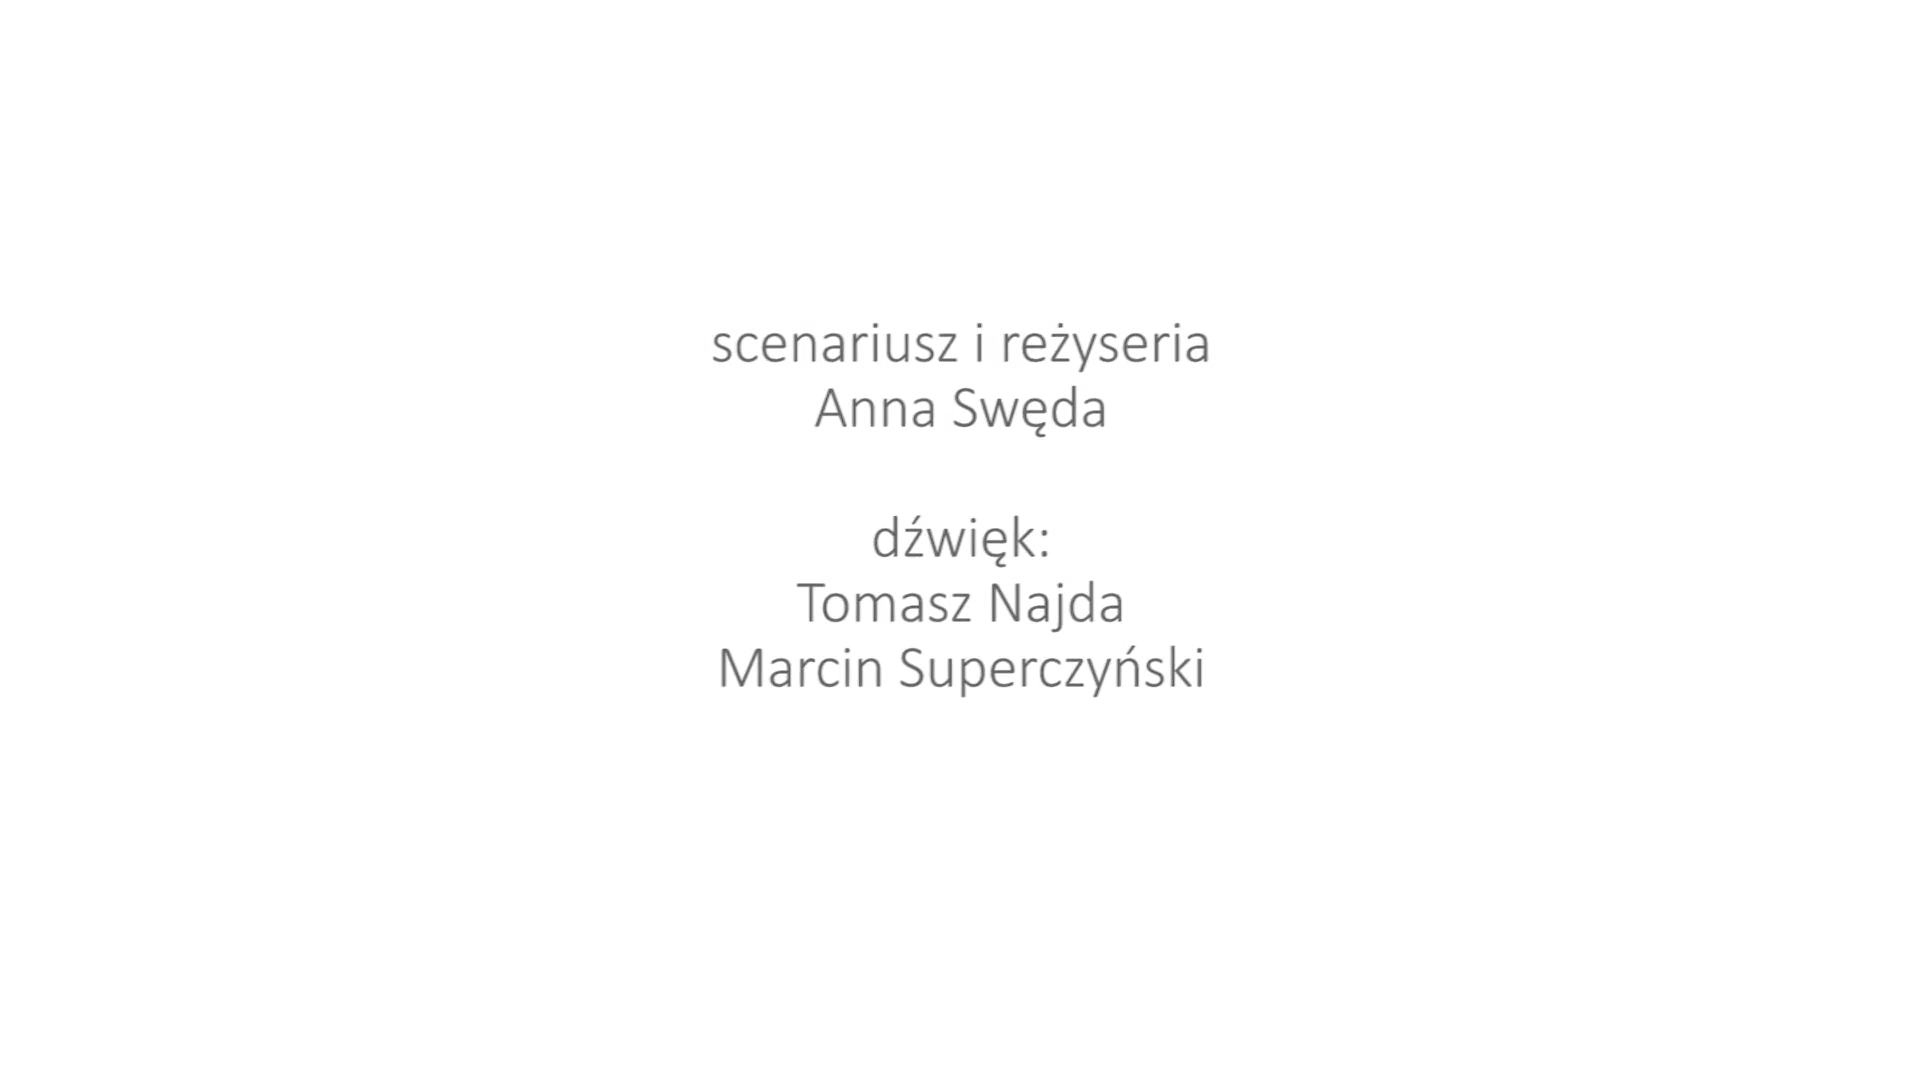 scenariusz i reżyseria
Anna Swęda
dźwięk:
Tomasz Najda
Marcin Superczyński